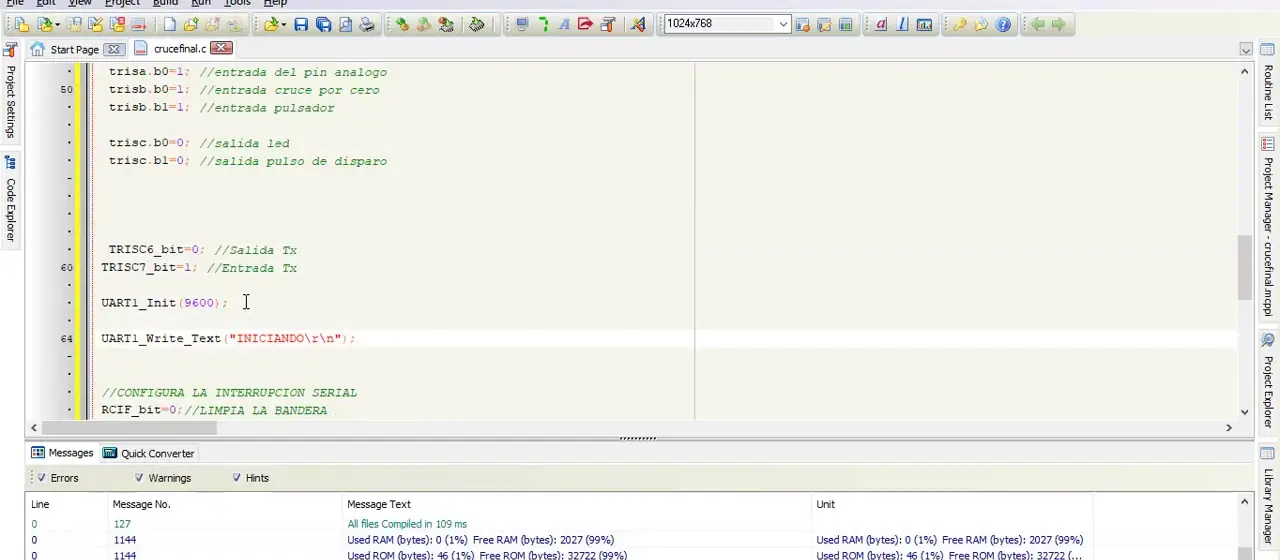 File Edit View Project Build Run Tools Help
1024x768
Start Page crucefinal.c
trisa.b0=1; //entrada del pin analogo
50 trisb.b0=1; //entrada cruce por cero
trisb.b1=1; //entrada pulsador
trisc.b0=0; //salida led
trisc.b1=0; //salida pulso de disparo
TRISC6_bit=0; //Salida Tx
60 TRISC7_bit=1; //Entrada Tx
UART1_Init(9600);
64 UART1_Write_Text("INICIANDO\r\n");
//CONFIGURA LA INTERRUPCION SERIAL
RCIF_bit=0;//LIMPIA LA BANDERA .
Project Settings
Code Explorer
Routine List
Project Manager - crucefinal.mcppi
Project Explorer
Library Manager
Messages Quick Converter
Errors Warnings Hints
Line Message No. Message Text Unit
0 127 All files Compiled in 109 ms
0 1144 Used RAM (bytes): 0 (1%) Free RAM (bytes): 2027 (99%) Used RAM (bytes): 0 (1%) Free RAM (bytes): 2027 (99%)
0 1144 Used ROM (bytes): 46 (1%) Free ROM (bytes): 32722 (99%) Used ROM (bytes): 46 (1%) Free ROM (bytes): 32722 (...